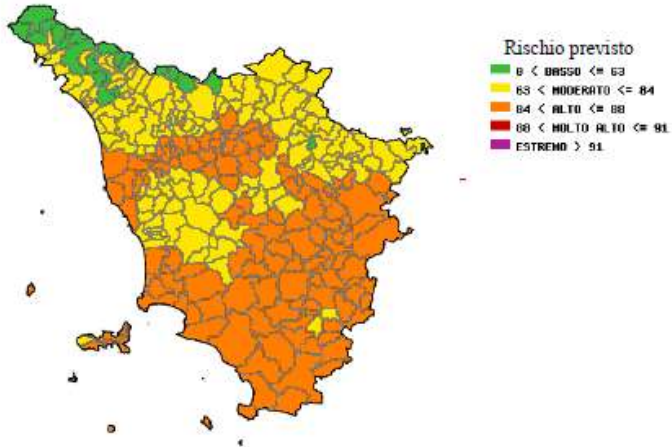 Rischio previsto
0 < BASSO <= 63
63 < MODERATO <= 84
84 < ALTO <= 88
88 < MOLTO ALTO <= 91
ESTREMO > 91